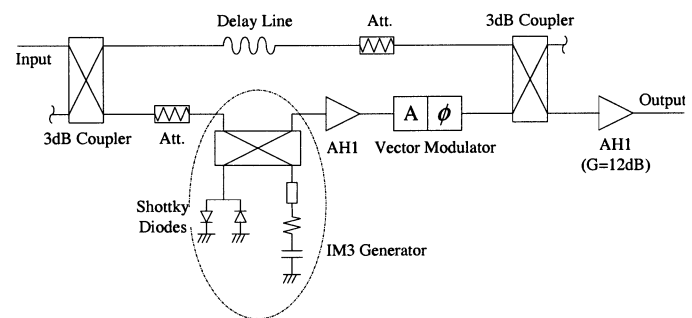 Delay Line
Att.
3dB Coupler
Input
Output
3dB Coupler
Att.
AH1
A ϕ
Vector Modulator
AH1
(G=12dB)
Shottky
Diodes
IM3 Generator